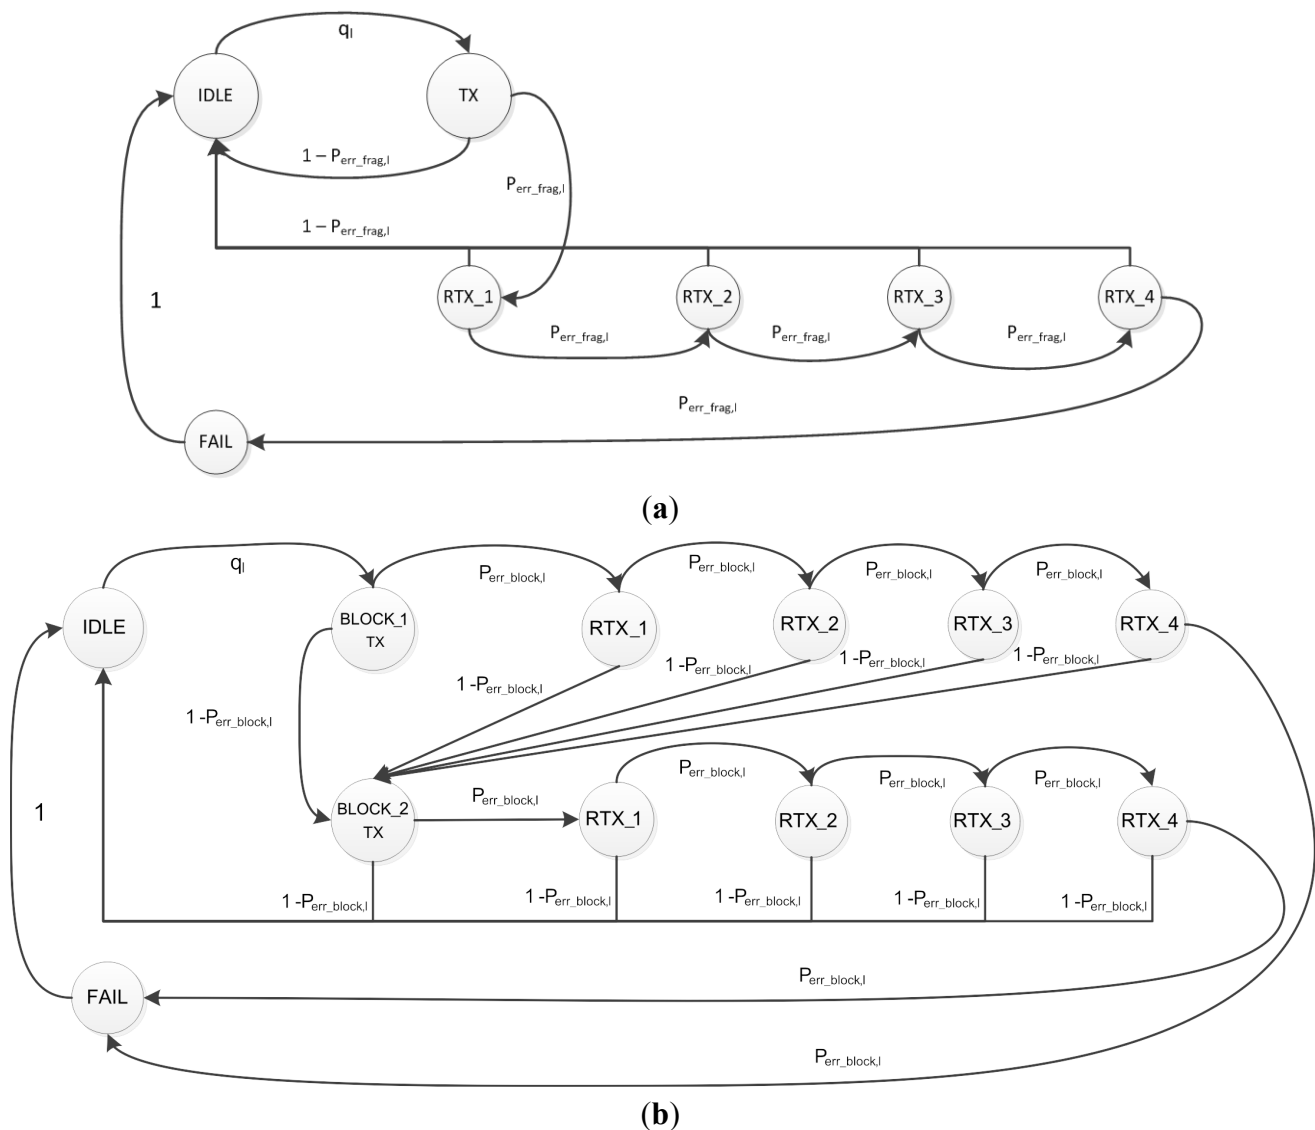 q_l
IDLE
TX
1 – P_err_frag,l
P_err_frag,l
1 – P_err_frag,l
1
RTX_1
RTX_2
RTX_3
RTX_4
P_err_frag,l
P_err_frag,l
P_err_frag,l
P_err_frag,l
FAIL
(a)
q_l
P_err_block,l
P_err_block,l
P_err_block,l
P_err_block,l
IDLE
BLOCK_1
TX
RTX_1
RTX_2
RTX_3
RTX_4
1 -P_err_block,l
1 -P_err_block,l
1 -P_err_block,l
1 -P_err_block,l
1 -P_err_block,l
1
BLOCK_2
TX
P_err_block,l
P_err_block,l
P_err_block,l
P_err_block,l
RTX_1
RTX_2
RTX_3
RTX_4
1 -P_err_block,l
1 -P_err_block,l
1 -P_err_block,l
1 -P_err_block,l
1 -P_err_block,l
P_err_block,l
FAIL
P_err_block,l
(b)